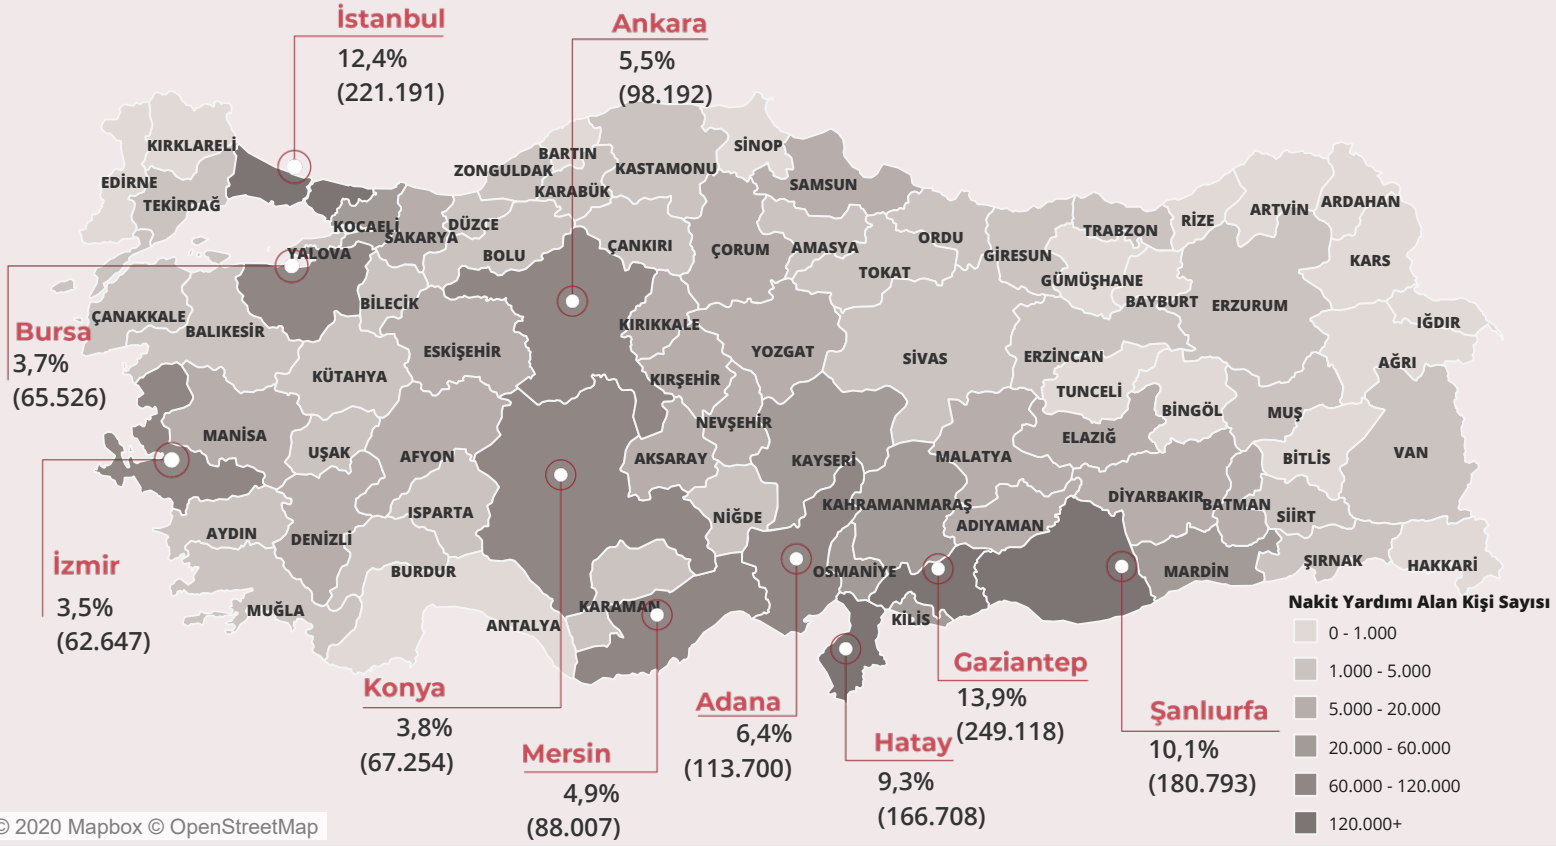 İstanbul
12,4%
(221.191)
Ankara
5,5%
(98.192)
KIRKLARELİ
EDİRNE
TEKİRDAĞ
BARTIN
ZONGULDAK
KARABÜK
KASTAMONU
SİNOP
SAMSUN
KOCAELİ
SAKARYA
DÜZCE
YALOVA
BOLU
ÇANKIRI
ÇORUM
AMASYA
ORDU
TOKAT
GİRESUN
TRABZON
RİZE
ARTVİN
ARDAHAN
KARS
GÜMÜŞHANE
BAYBURT
ERZURUM
IĞDIR
AĞRI
Bursa
3,7%
(65.526)
ÇANAKKALE
BALIKESİR
BİLECİK
ESKİŞEHİR
KÜTAHYA
KIRIKKALE
KIRŞEHİR
YOZGAT
SİVAS
ERZİNCAN
TUNCELİ
BİNGÖL
MUŞ
BİTLİS
VAN
MANİSA
UŞAK
AFYON
NEVŞEHİR
AKSARAY
KAYSERİ
MALATYA
ELAZIĞ
AYDIN
DENİZLİ
ISPARTA
NİĞDE
KAHRAMANMARAŞ
ADIYAMAN
DİYARBAKIR
BATMAN
SİİRT
ŞIRNAK
HAKKARİ
MARDİN
BURDUR
MUĞLA
ANTALYA
KARAMAN
OSMANİYE
KİLİS
İzmir
3,5%
(62.647)
Konya
3,8%
(67.254)
Mersin
4,9%
(88.007)
Adana
6,4%
(113.700)
Hatay
9,3%
(166.708)
Gaziantep
13,9%
(249.118)
Şanlıurfa
10,1%
(180.793)
Nakit Yardımı Alan Kişi Sayısı
0 - 1.000
1.000 - 5.000
5.000 - 20.000
20.000 - 60.000
60.000 - 120.000
120.000+
© 2020 Mapbox © OpenStreetMap